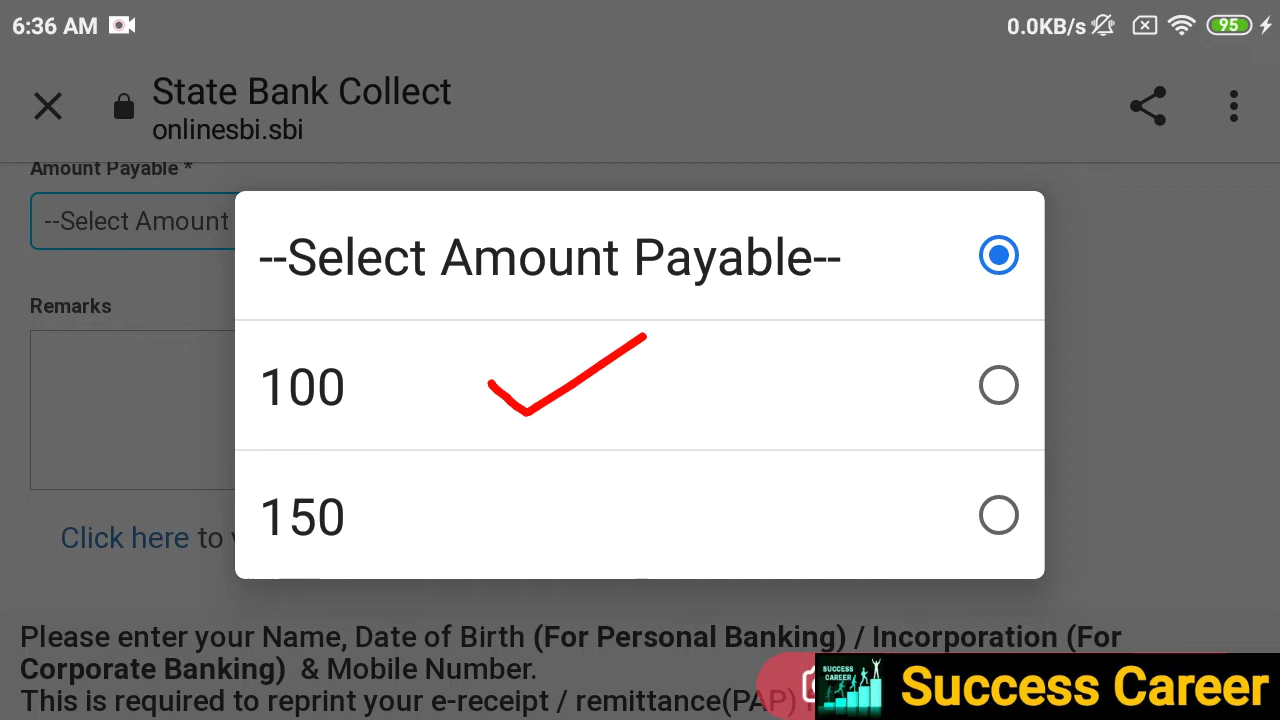 6:36 AM
0.0KB/s
95
State Bank Collect
onlinesbi.sbi
Amount Payable *
--Select Amount
--Select Amount Payable--
Remarks
100
150
Click here to
Please enter your Name, Date of Birth (For Personal Banking) / Incorporation (For
Corporate Banking) & Mobile Number.
This is required to reprint your e-receipt / remittance(PAP)
SUCCESS
CAREER
Success Career